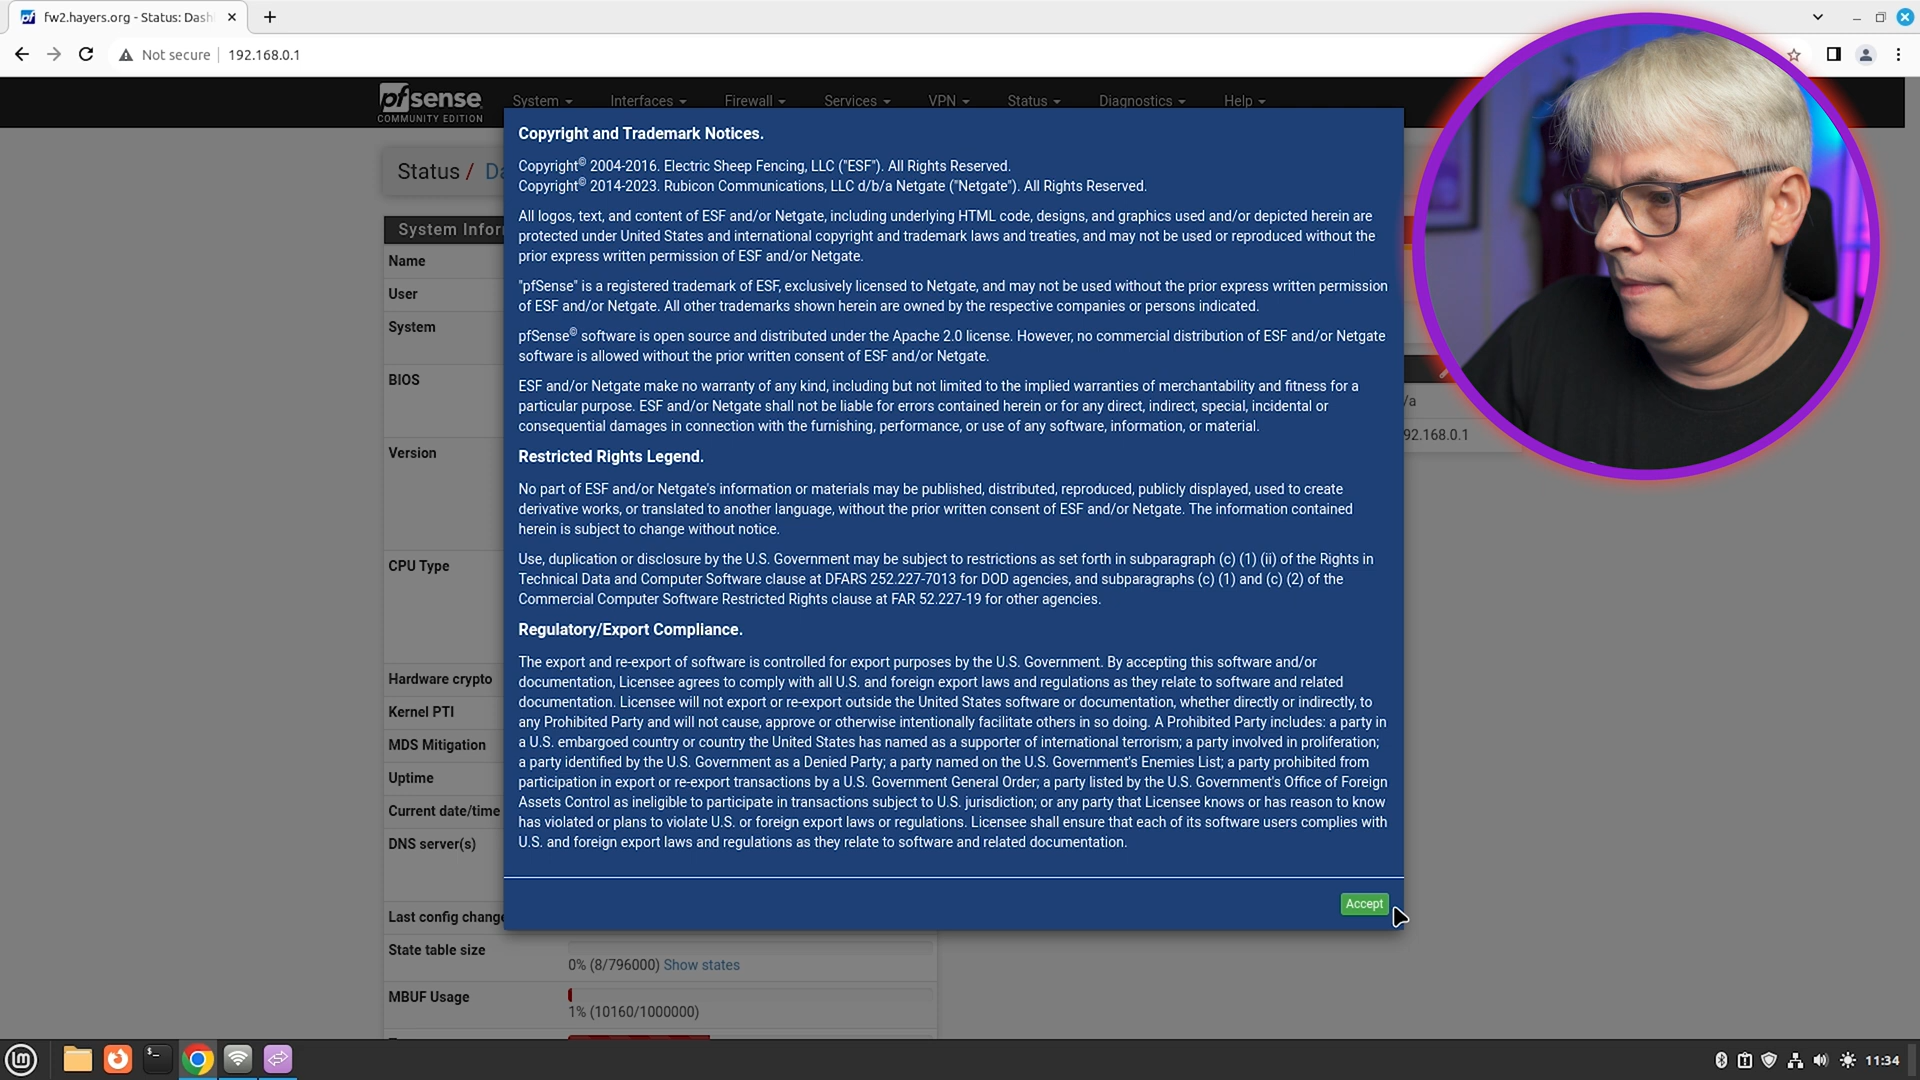 fw2.hayers.org - Status: Dash
Not secure
192.168.0.1
pfsense
COMMUNITY EDITION
System
Interfaces
Firewall
Services
VPN
Status
Diagnostics
Help
Status /
Copyright and Trademark Notices.
Copyright© 2004-2016. Electric Sheep Fencing, LLC ("ESF"). All Rights Reserved.
Copyright© 2014-2023. Rubicon Communications, LLC d/b/a Netgate ("Netgate"). All Rights Reserved.
All logos, text, and content of ESF and/or Netgate, including underlying HTML code, designs, and graphics used and/or depicted herein are
protected under United States and international copyright and trademark laws and treaties, and may not be used or reproduced without the
prior express written permission of ESF and/or Netgate.
"pfSense" is a registered trademark of ESF, exclusively licensed to Netgate, and may not be used without the prior express written permission
of ESF and/or Netgate. All other trademarks shown herein are owned by the respective companies or persons indicated.
pfSense© software is open source and distributed under the Apache 2.0 license. However, no commercial distribution of ESF and/or Netgate
software is allowed without the prior written consent of ESF and/or Netgate.
ESF and/or Netgate make no warranty of any kind, including but not limited to the implied warranties of merchantability and fitness for a
particular purpose. ESF and/or Netgate shall not be liable for errors contained herein or for any direct, indirect, special, incidental or
consequential damages in connection with the furnishing, performance, or use of any software, information, or material.
Restricted Rights Legend.
No part of ESF and/or Netgate's information or materials may be published, distributed, reproduced, publicly displayed, used to create
derivative works, or translated to another language, without the prior written consent of ESF and/or Netgate. The information contained
herein is subject to change without notice.
Use, duplication or disclosure by the U.S. Government may be subject to restrictions as set forth in subparagraph (c) (1) (ii) of the Rights in
Technical Data and Computer Software clause at DFARS 252.227-7013 for DOD agencies, and subparagraphs (c) (1) and (c) (2) of the
Commercial Computer Software Restricted Rights clause at FAR 52.227-19 for other agencies.
Regulatory/Export Compliance.
The export and re-export of software is controlled for export purposes by the U.S. Government. By accepting this software and/or
documentation, Licensee agrees to comply with all U.S. and foreign export laws and regulations as they relate to software and related
documentation. Licensee will not export or re-export outside the United States software or documentation, whether directly or indirectly, to
any Prohibited Party and will not cause, approve or otherwise intentionally facilitate others in so doing. A Prohibited Party includes: a party in
a U.S. embargoed country or country the United States has named as a supporter of international terrorism; a party involved in proliferation;
a party identified by the U.S. Government as a Denied Party; a party named on the U.S. Government's Enemies List; a party prohibited from
participation in export or re-export transactions by a U.S. Government General Order; a party listed by the U.S. Government's Office of Foreign
Assets Control as ineligible to participate in transactions subject to U.S. jurisdiction; or any party that Licensee knows or has reason to know
has violated or plans to violate U.S. or foreign export laws or regulations. Licensee shall ensure that each of its software users complies with
U.S. and foreign export laws and regulations as they relate to software and related documentation.
Accept
System Infor
Name
User
System
BIOS
Version
CPU Type
Hardware crypto
Kernel PTI
MDS Mitigation
Uptime
Current date/time
DNS server(s)
Last config change
State table size
0% (8/796000) Show states
MBUF Usage
1% (10160/1000000)
/a
92.168.0.1
11:34